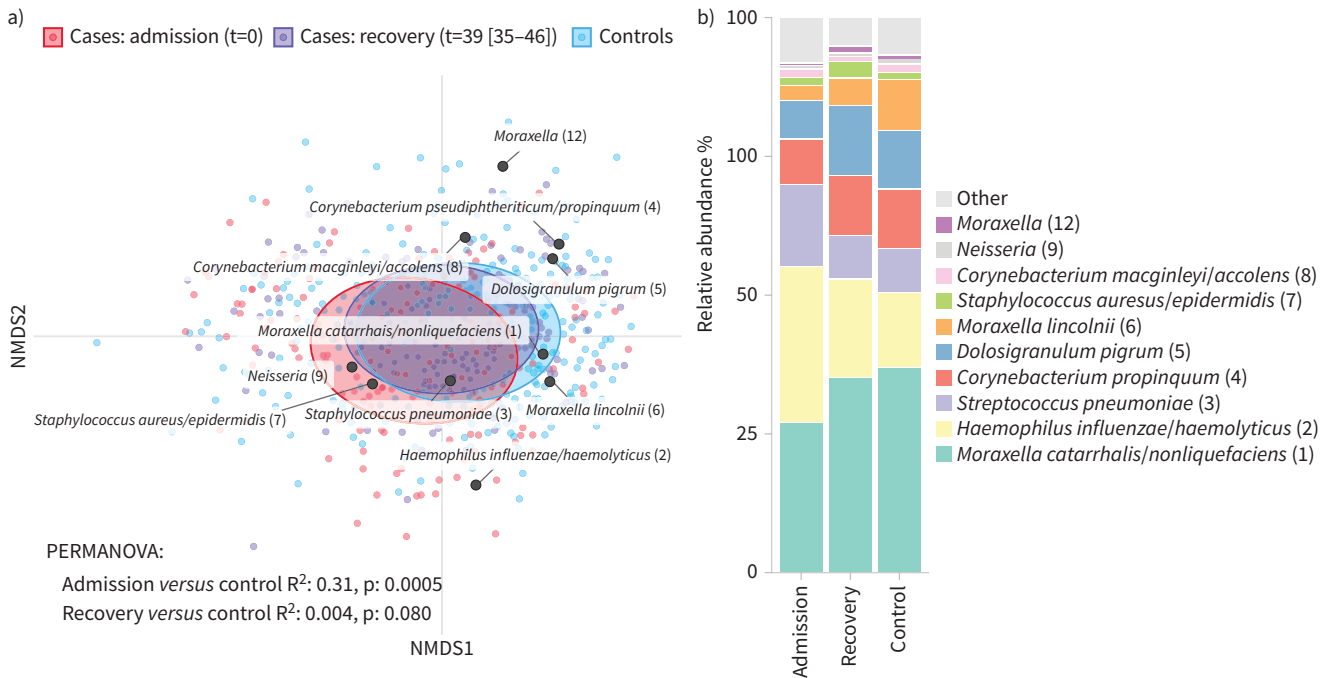 a)
Cases: admission (t=0) Cases: recovery (t=39 [35–46]) Controls
Moraxella (12)
Corynebacterium pseudiphtheriticum/propinquum (4)
Corynebacterium macginleyi/accolens (8)
Dolosigranulum pigrum (5)
Moraxella catarrhais/nonliquefaciens (1)
Neisseria (9)
Staphylococcus aureus/epidermidis (7)
Staphylococcus pneumoniae (3)
Moraxella lincolnii (6)
Haemophilus influenzae/haemolyticus (2)
NMDS2
PERMANOVA:
Admission versus control R²: 0.31, p: 0.0005
Recovery versus control R²: 0.004, p: 0.080
NMDS1
b)
Relative abundance %
100
100
50
25
0
Admission
Recovery
Control
Other
Moraxella (12)
Neisseria (9)
Corynebacterium macginleyi/accolens (8)
Staphylococcus auresus/epidermidis (7)
Moraxella lincolnii (6)
Dolosigranulum pigrum (5)
Corynebacterium propinquum (4)
Streptococcus pneumoniae (3)
Haemophilus influenzae/haemolyticus (2)
Moraxella catarrhalis/nonliquefaciens (1)